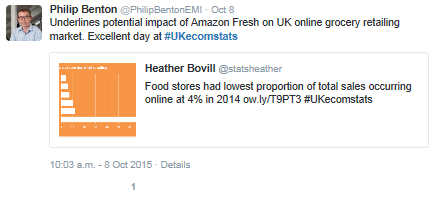 Philip Benton @PhilipBentonEMI · Oct 8
Underlines potential impact of Amazon Fresh on UK online grocery retailing
market. Excellent day at #UKecomstats
Heather Bovill @statsheather
Food stores had lowest proportion of total sales occurring
online at 4% in 2014 ow.ly/T9PT3 #UKecomstats
10:03 a.m. - 8 Oct 2015 · Details
1